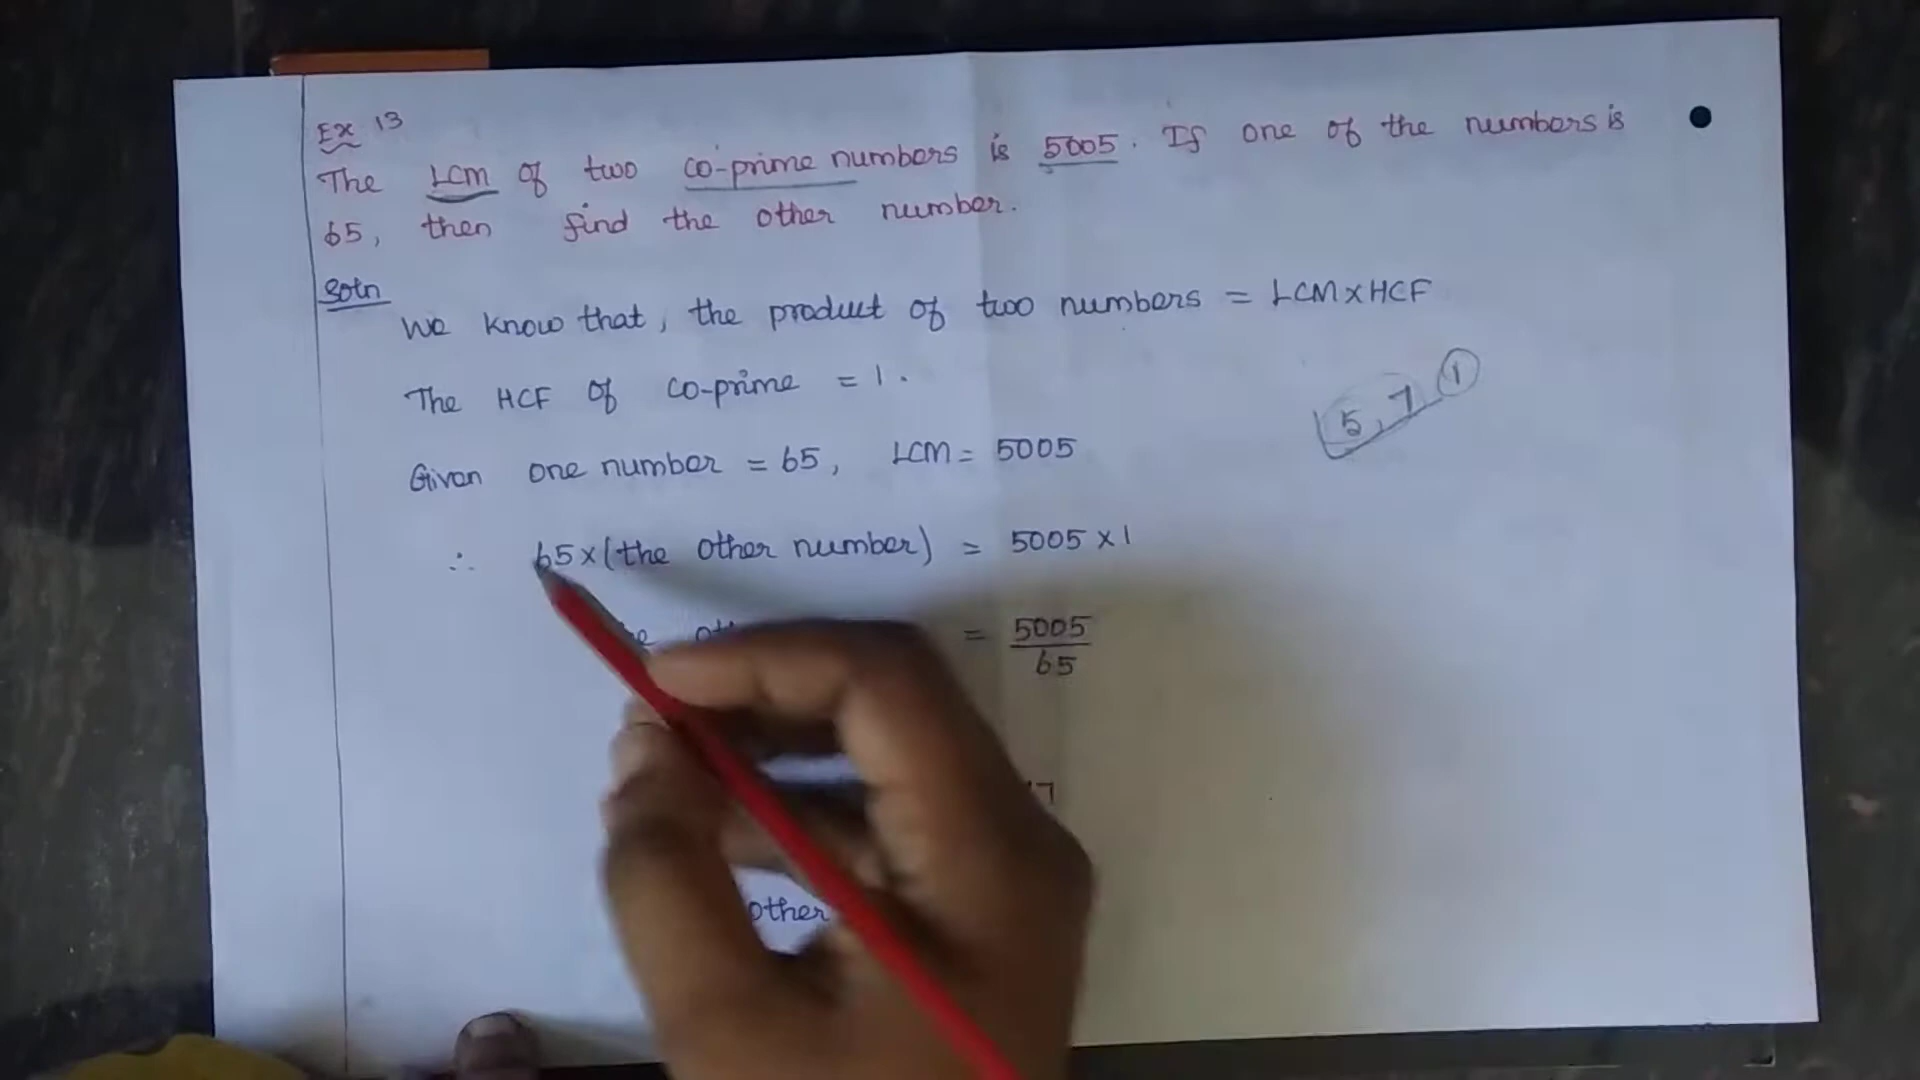 Ex 13
The LCM of two co-prime numbers is 5005. If one of the numbers is
65, then find the other number.
Soln
We know that, the product of two numbers = LCM×HCF
The HCF of co-prime = 1.
5, 7 1
Given one number = 65, LCM = 5005
∴ 65×(the other number) = 5005 × 1
= 5005
65
7
other